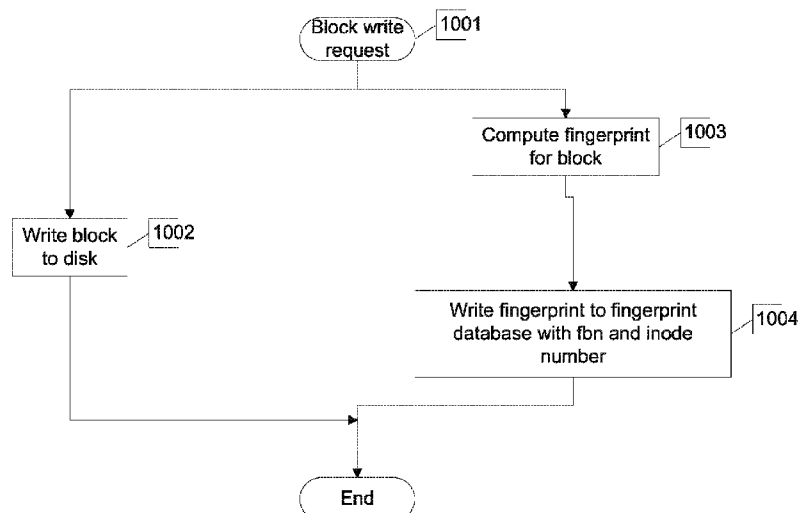 Block write
request
1001
Compute fingerprint
for block
1003
Write block
to disk
1002
Write fingerprint to fingerprint
database with fbn and inode
number
1004
End